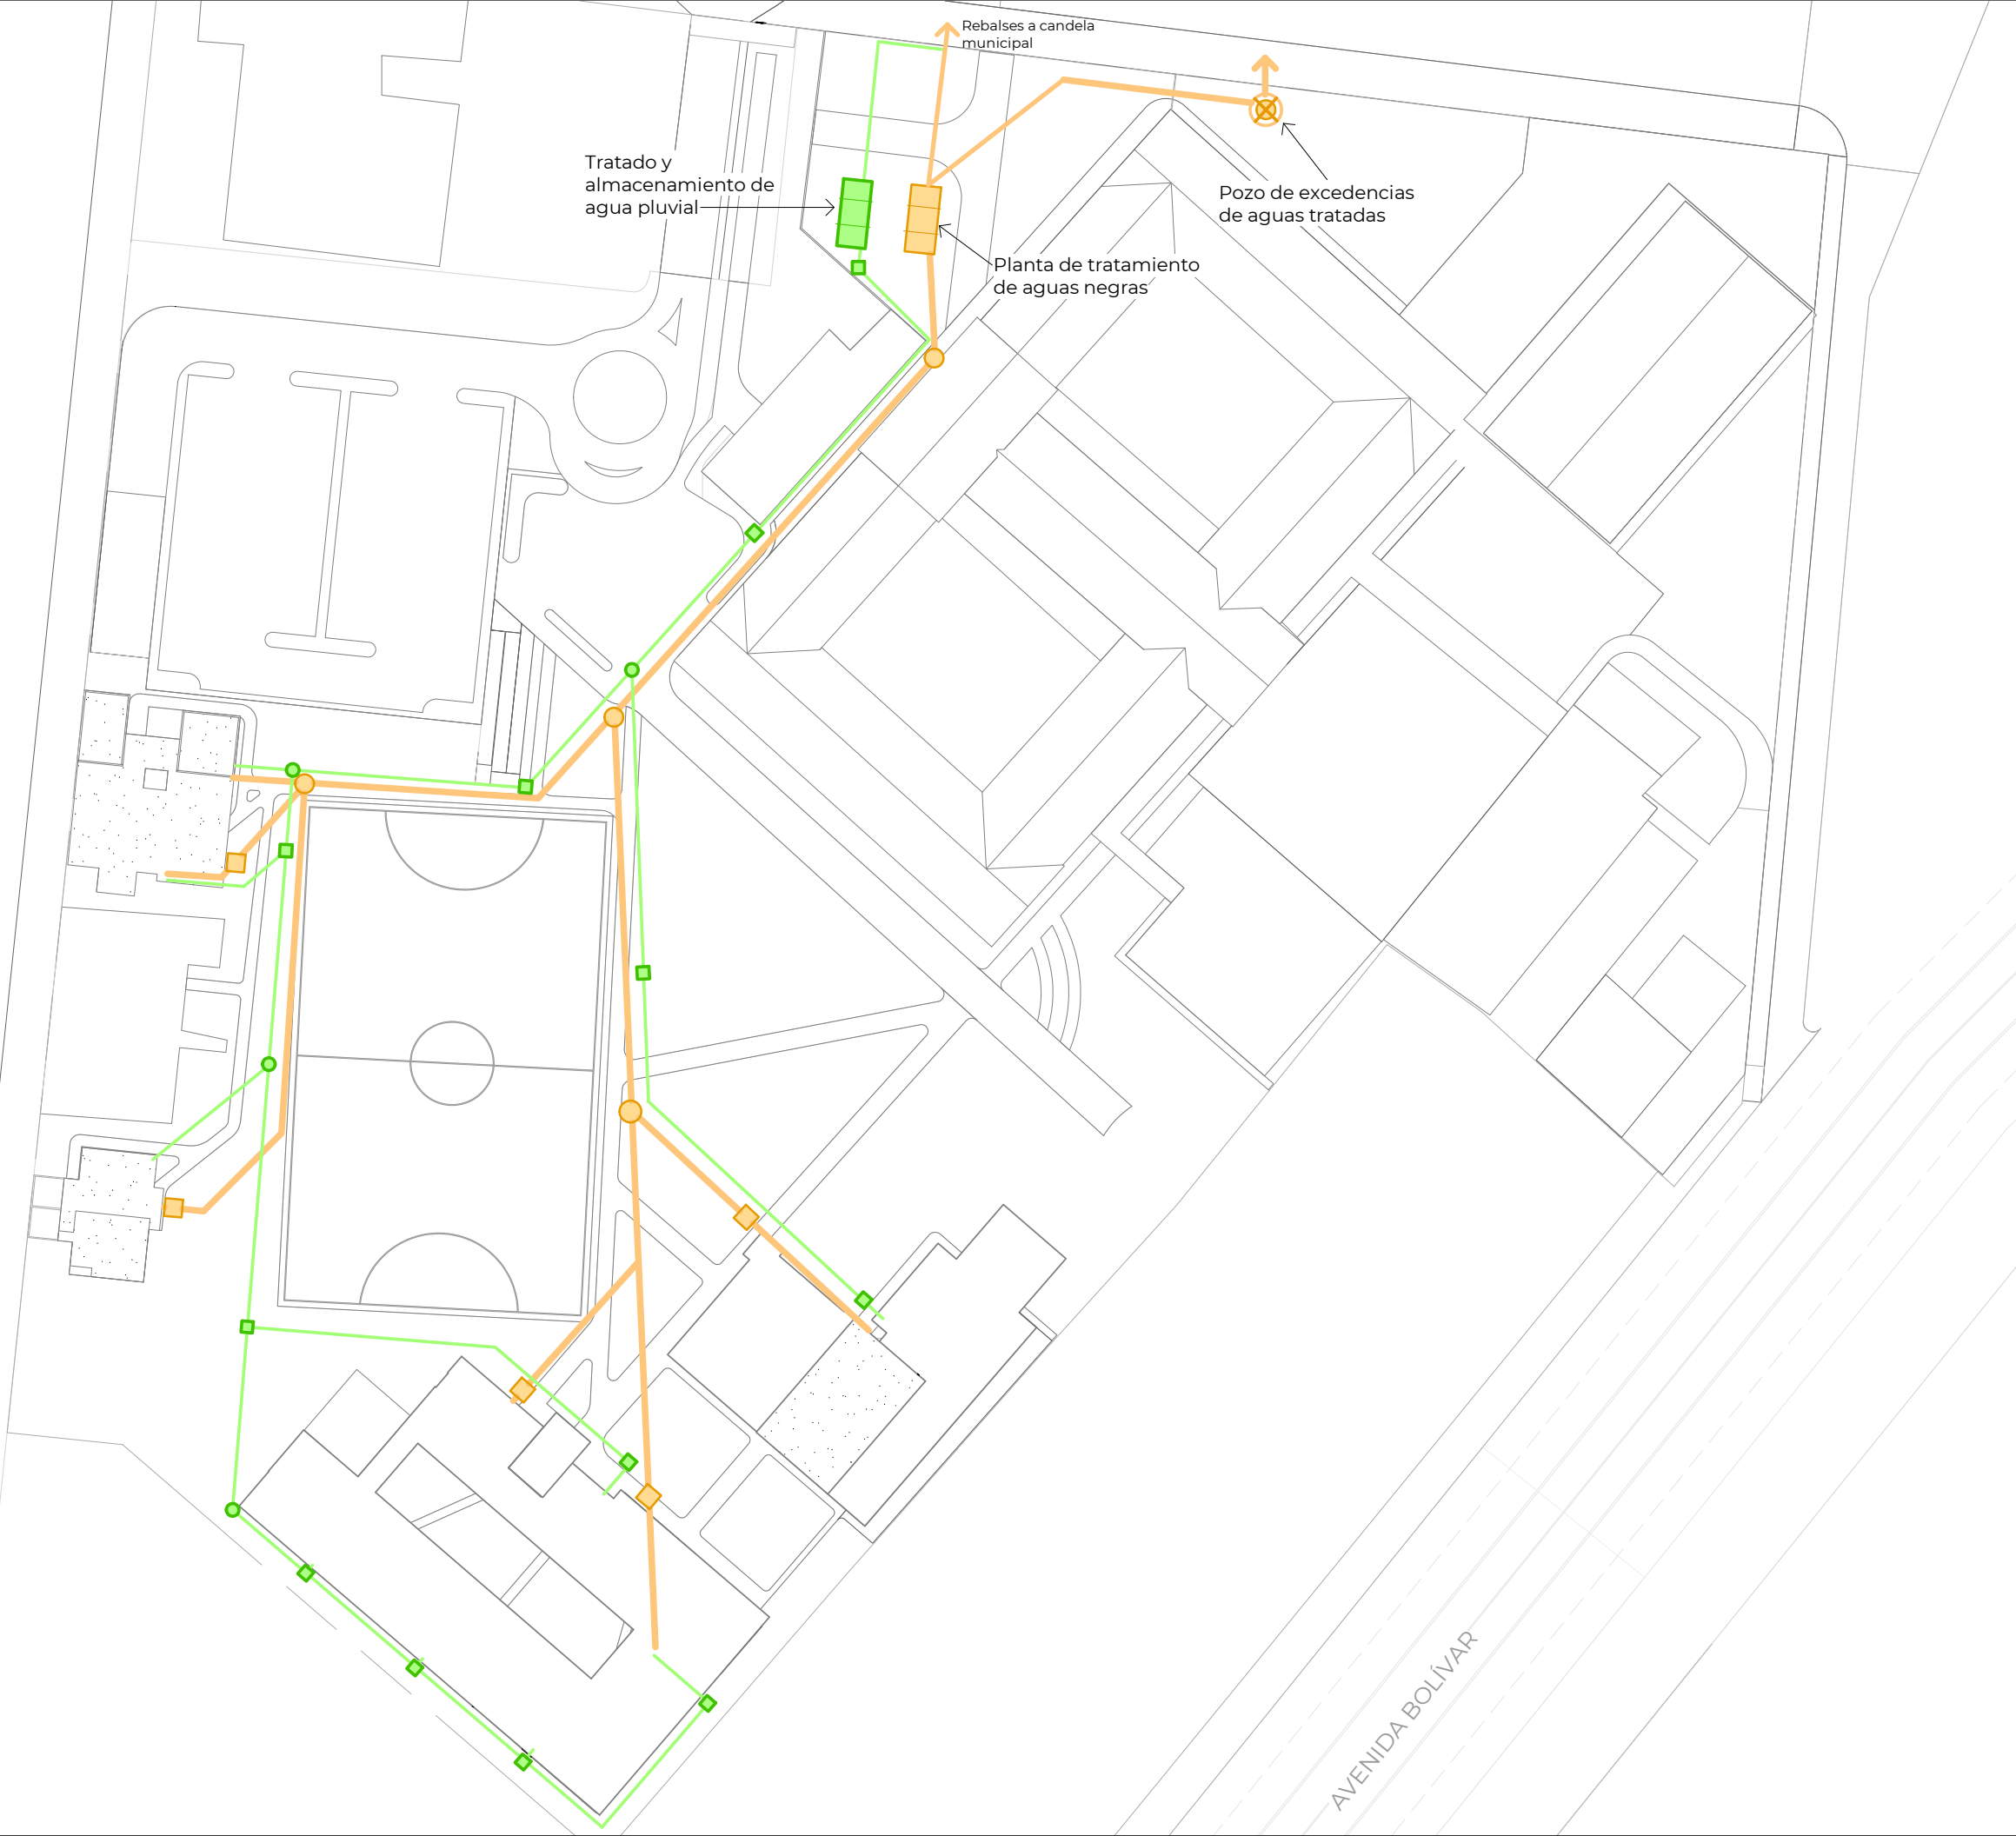 Rebalses a candela
municipal
Tratado y
almacenamiento de
agua pluvial
Pozo de excedencias
de aguas tratadas
Planta de tratamiento
de aguas negras
AVENIDA BOLÍVAR